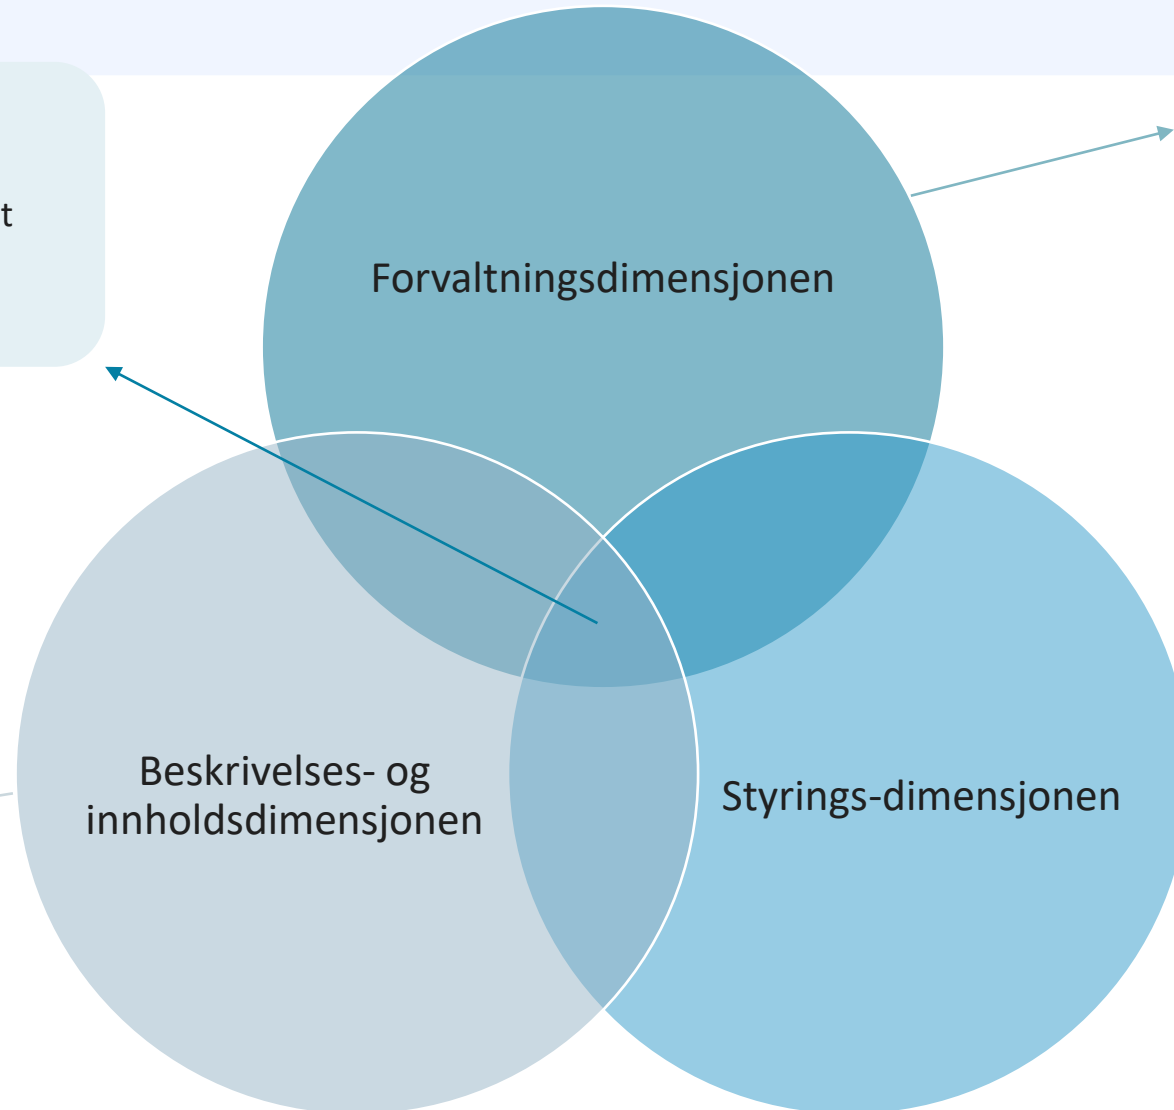 t
Forvaltningsdimensjonen
Beskrivelses- og
innholdsdimensjonen
Styrings-dimensjonen